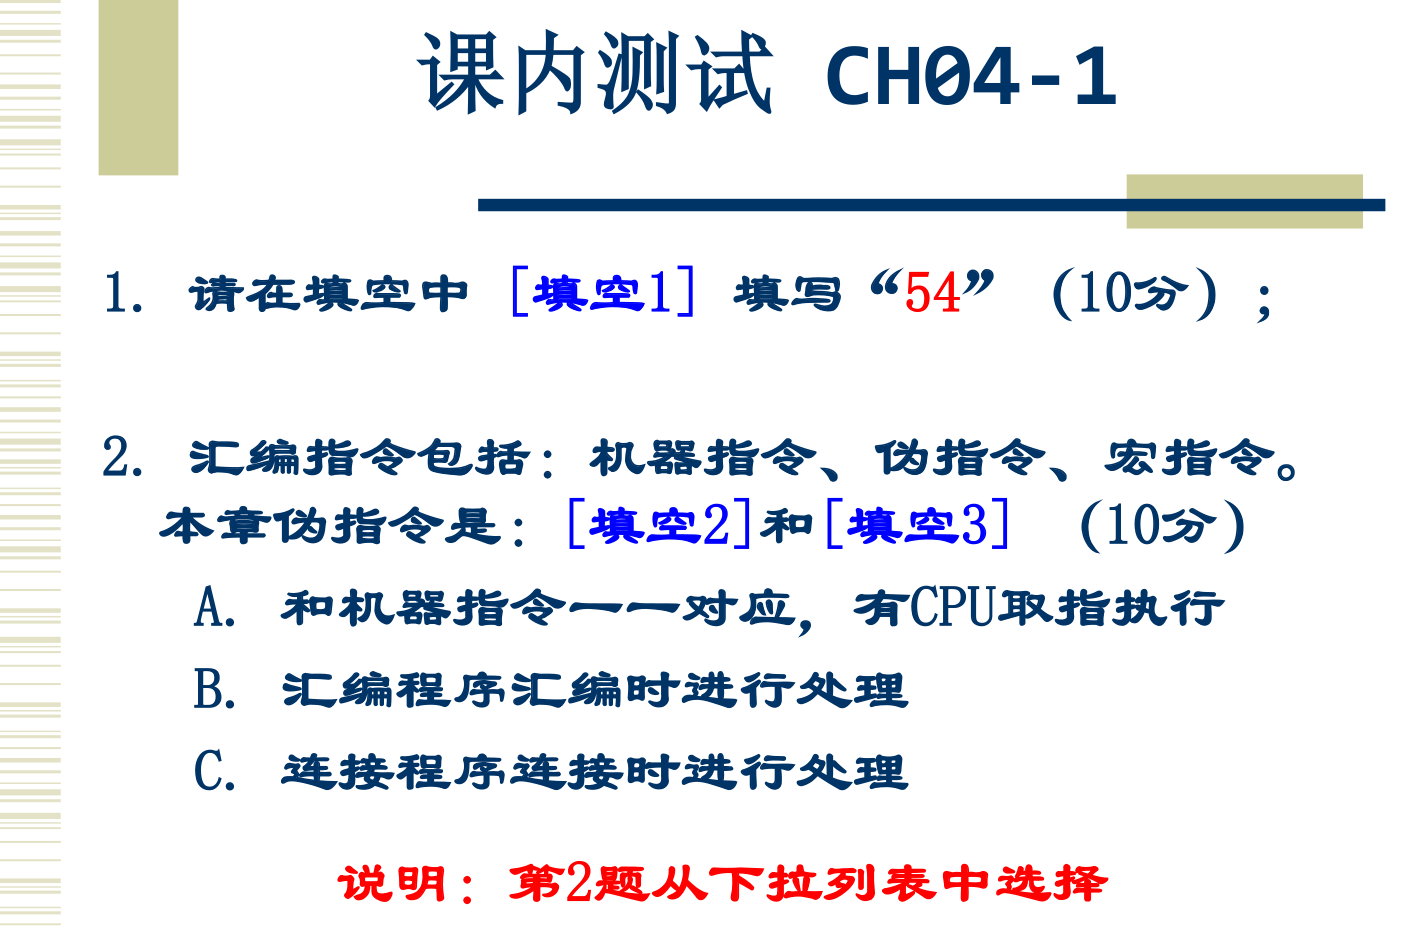 课内测试 CH04-1
1. 请在填空中 [填空1] 填写“54” (10分) ;
2. 汇编指令包括: 机器指令、伪指令、宏指令。
本章伪指令是: [填空2]和[填空3] (10分)
A. 和机器指令一一对应, 有CPU取指执行
B. 汇编程序汇编时进行处理
C. 连接程序连接时进行处理
说明: 第2题从下拉列表中选择